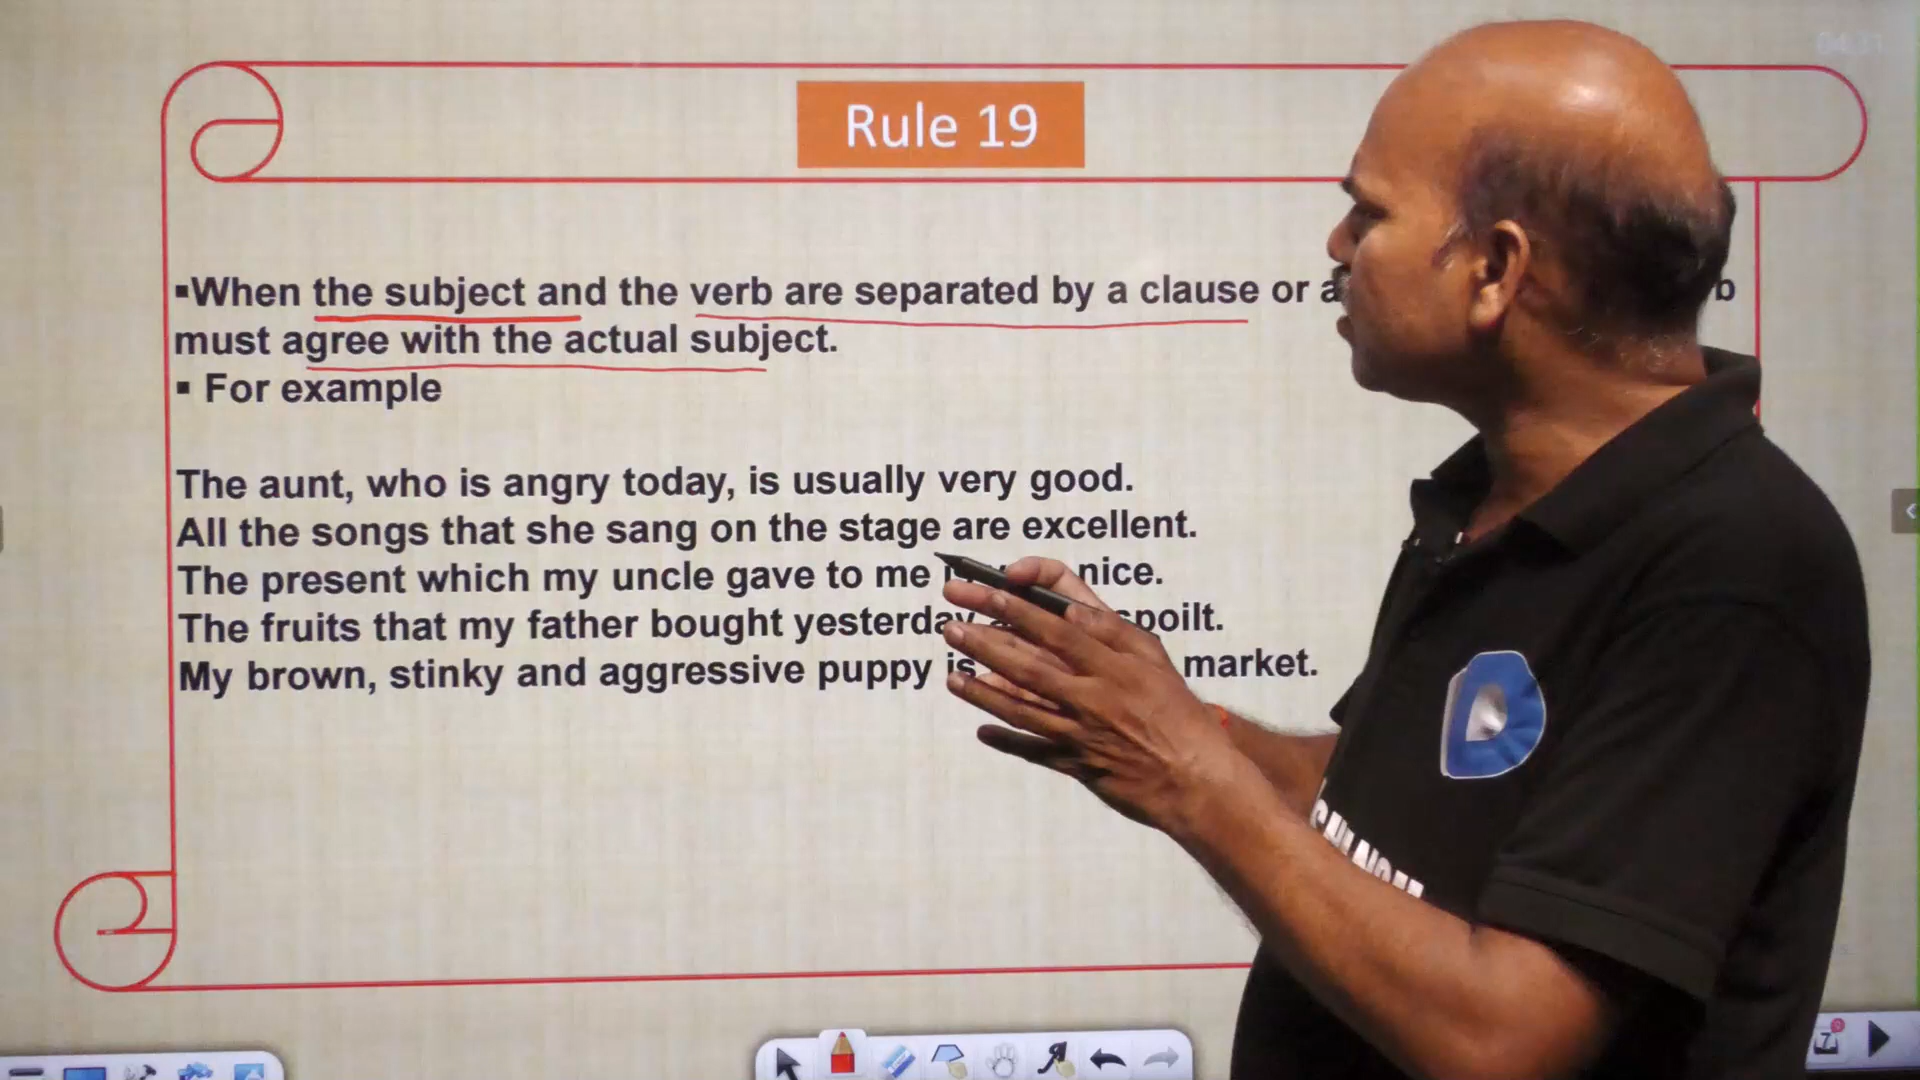 Rule 19
▪When the subject and the verb are separated by a clause or a
must agree with the actual subject.
▪ For example
The aunt, who is angry today, is usually very good.
All the songs that she sang on the stage are excellent.
The present which my uncle gave to me nice.
The fruits that my father bought yesterday spoilt.
My brown, stinky and aggressive puppy is market.